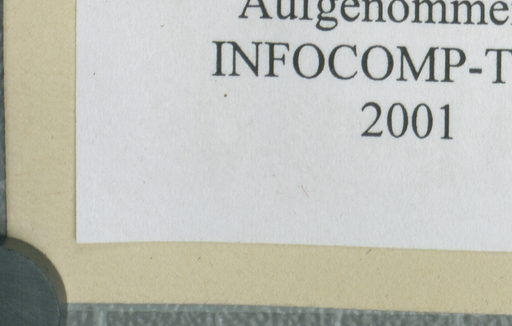 Aufgenommen
INFOCOMP-T
2001